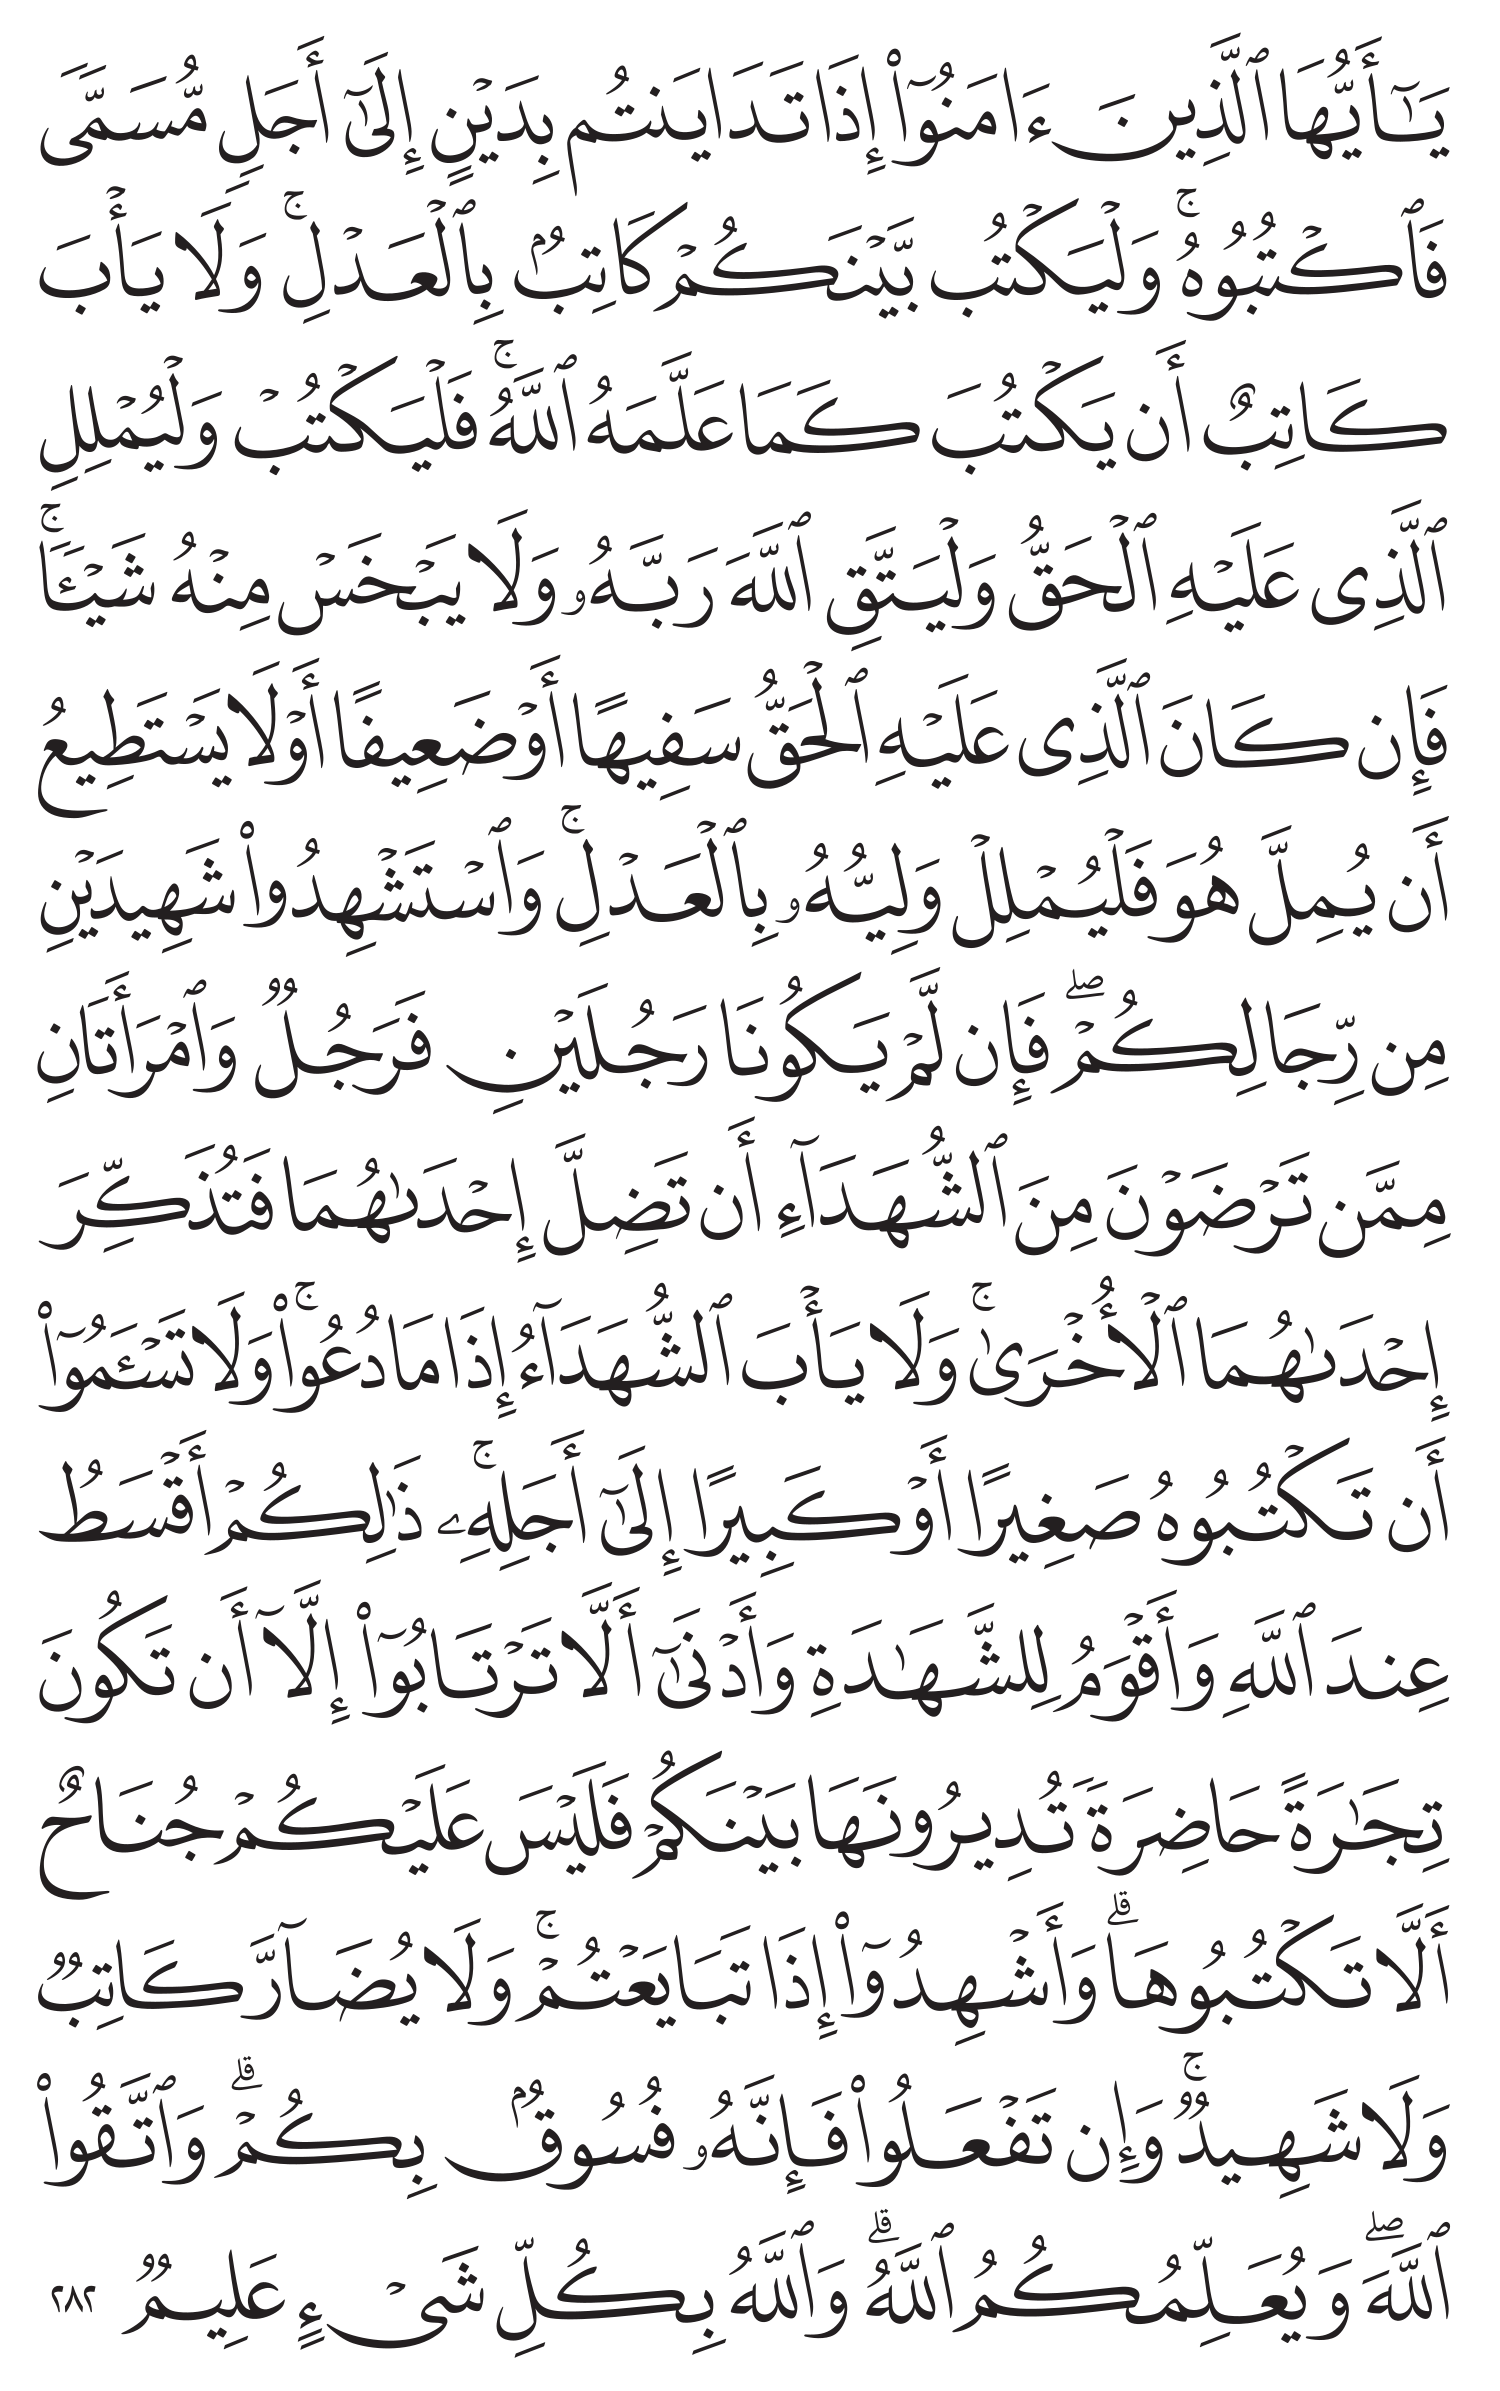 يَـٰٓأَيُّهَا ٱلَّذِينَ ءَامَنُوٓا۟ إِذَا تَدَايَنتُم بِدَيْنٍ إِلَىٰٓ أَجَلٍ مُّسَمًّى
فَٱكْتُبُوهُ ۚ وَلْيَكْتُب بَّيْنَكُمْ كَاتِبٌۢ بِٱلْعَدْلِ ۚ وَلَا يَأْبَ
كَاتِبٌ أَن يَكْتُبَ كَمَا عَلَّمَهُ ٱللَّهُ ۚ فَلْيَكْتُبْ وَلْيُمْلِلِ
ٱلَّذِى عَلَيْهِ ٱلْحَقُّ وَلْيَتَّقِ ٱللَّهَ رَبَّهُۥ وَلَا يَبْخَسْ مِنْهُ شَيْـًٔا ۚ
فَإِن كَانَ ٱلَّذِى عَلَيْهِ ٱلْحَقُّ سَفِيهًا أَوْ ضَعِيفًا أَوْ لَا يَسْتَطِيعُ
أَن يُمِلَّ هُوَ فَلْيُمْلِلْ وَلِيُّهُۥ بِٱلْعَدْلِ ۚ وَٱسْتَشْهِدُوا۟ شَهِيدَيْنِ
مِن رِّجَالِكُمْ ۖ فَإِن لَّمْ يَكُونَا رَجُلَيْنِ فَرَجُلٌ وَٱمْرَأَتَانِ
مِمَّن تَرْضَوْنَ مِنَ ٱلشُّهَدَآءِ أَن تَضِلَّ إِحْدَىٰهُمَا فَتُذَكِّرَ
إِحْدَىٰهُمَا ٱلْأُخْرَىٰ ۚ وَلَا يَأْبَ ٱلشُّهَدَآءُ إِذَا مَا دُعُوا۟ ۚ وَلَا تَسْـَٔمُوٓا۟
أَن تَكْتُبُوهُ صَغِيرًا أَوْ كَبِيرًا إِلَىٰٓ أَجَلِهِۦ ۚ ذَٰلِكُمْ أَقْسَطُ
عِندَ ٱللَّهِ وَأَقْوَمُ لِلشَّهَـٰدَةِ وَأَدْنَىٰٓ أَلَّا تَرْتَابُوٓا۟ إِلَّآ أَن تَكُونَ
تِجَـٰرَةً حَاضِرَةً تُدِيرُونَهَا بَيْنَكُمْ فَلَيْسَ عَلَيْكُمْ جُنَاحٌ
أَلَّا تَكْتُبُوهَا ۗ وَأَشْهِدُوٓا۟ إِذَا تَبَايَعْتُمْ ۚ وَلَا يُضَآرَّ كَاتِبٌ
وَلَا شَهِيدٌ ۚ وَإِن تَفْعَلُوا۟ فَإِنَّهُۥ فُسُوقٌۢ بِكُمْ ۗ وَٱتَّقُوا۟
ٱللَّهَ ۖ وَيُعَلِّمُكُمُ ٱللَّهُ ۗ وَٱللَّهُ بِكُلِّ شَىْءٍ عَلِيمٌ ٢٨٢